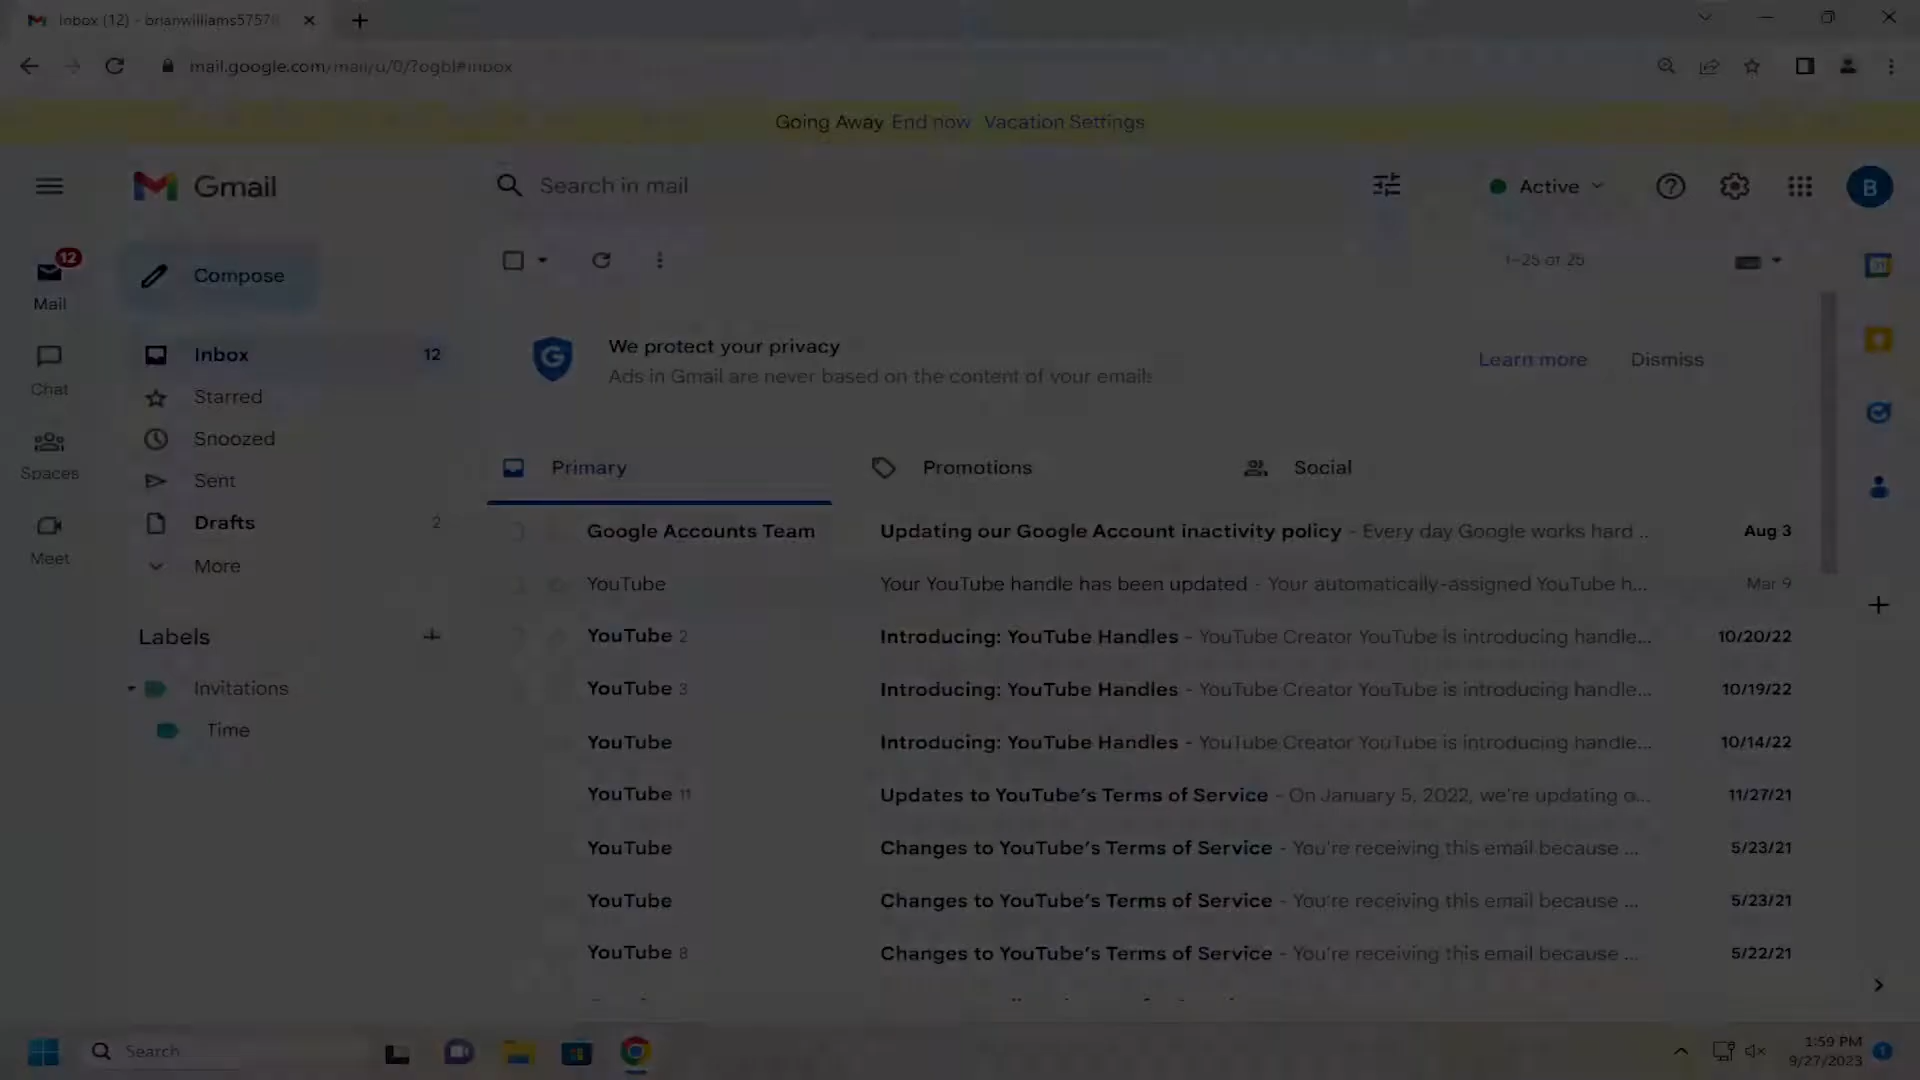 Inbox (12) - brianwilliams5757
mail.google.com/mail/u/0/?ogbl#inbox
Going Away End now Vacation Settings
Gmail
Search in mail
Active
B
12
Mail
Compose
1–25 of 25
Inbox 12
We protect your privacy
Ads in Gmail are never based on the content of your emails
Learn more
Dismiss
Chat
Starred
Snoozed
Spaces
Sent
Primary
Promotions
Social
Drafts 2
Meet
More
Labels
Invitations
Time
Google Accounts Team Updating our Google Account inactivity policy - Every day Google works hard ... Aug 3
YouTube Your YouTube handle has been updated - Your automatically-assigned YouTube h... Mar 9
YouTube 2 Introducing: YouTube Handles - YouTube Creator YouTube is introducing handle... 10/20/22
YouTube 3 Introducing: YouTube Handles - YouTube Creator YouTube is introducing handle... 10/19/22
YouTube Introducing: YouTube Handles - YouTube Creator YouTube is introducing handle... 10/14/22
YouTube 11 Updates to YouTube's Terms of Service - On January 5, 2022, we're updating o... 11/27/21
YouTube Changes to YouTube's Terms of Service - You're receiving this email because ... 5/23/21
YouTube Changes to YouTube's Terms of Service - You're receiving this email because ... 5/23/21
YouTube 8 Changes to YouTube's Terms of Service - You're receiving this email because ... 5/22/21
Search
1:59 PM
9/27/2023
1